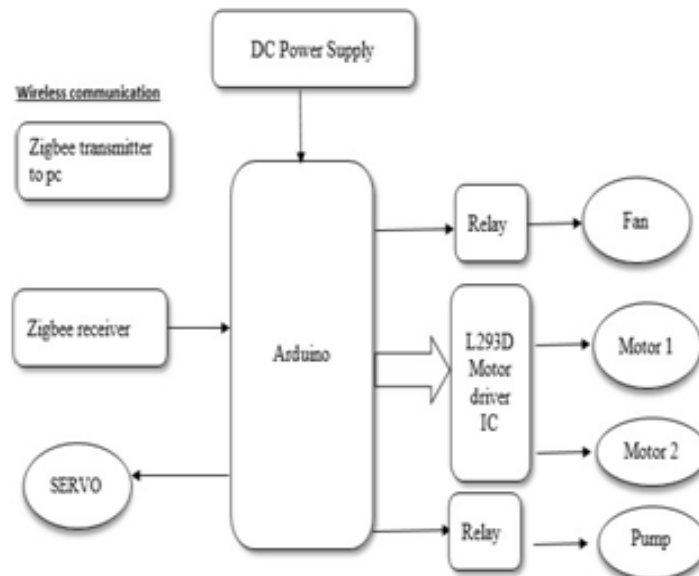 DC Power Supply
Wireless communication
Zigbee transmitter
to pc
Relay
Fan
Zigbee receiver
Arduino
L293D
Motor
driver
IC
Motor 1
Motor 2
SERVO
Relay
Pump